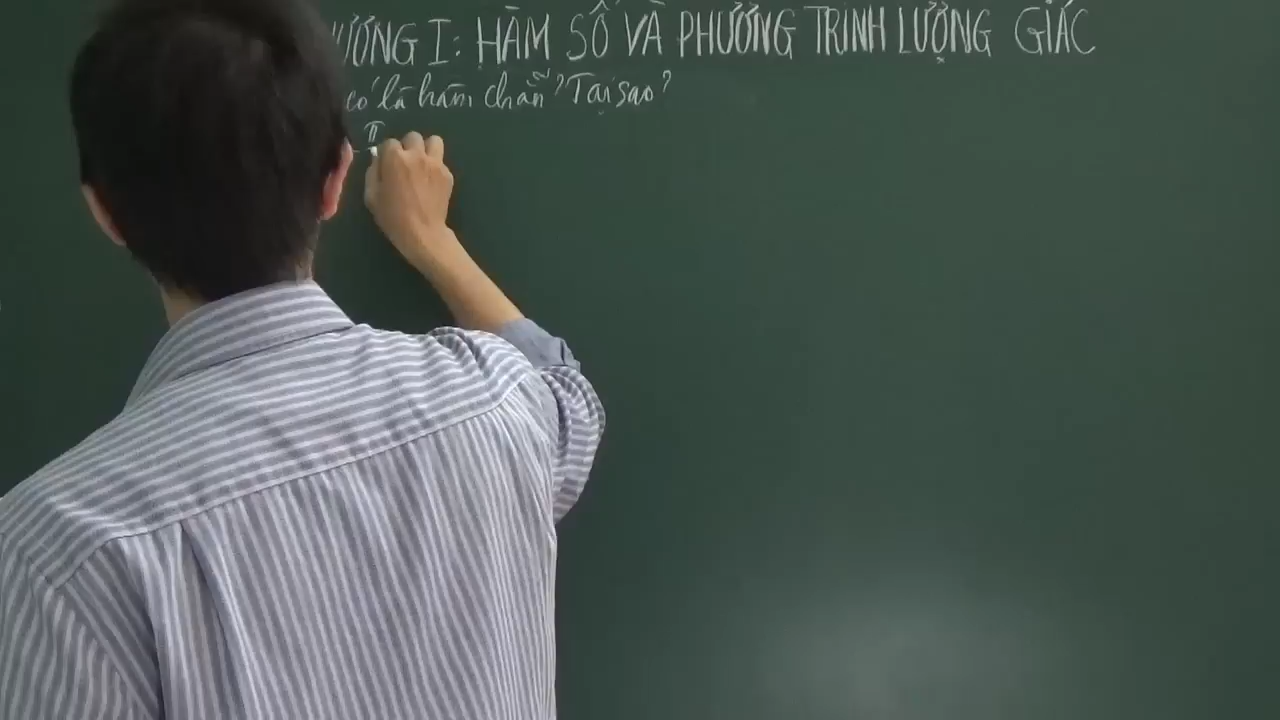 ƯƠNG I: HÀM SỐ VÀ PHƯƠNG TRÌNH LƯỢNG GIÁC
có là hàm chẵn? Tại sao?
π